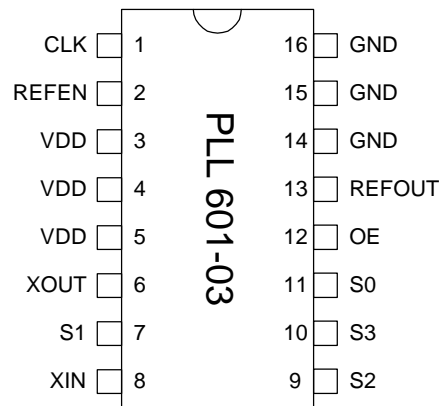 CLK 1 16 GND
REFEN 2 15 GND
VDD 3 14 GND
VDD 4 13 REFOUT
VDD 5 12 OE
XOUT 6 11 S0
S1 7 10 S3
XIN 8 9 S2
PLL 601-03